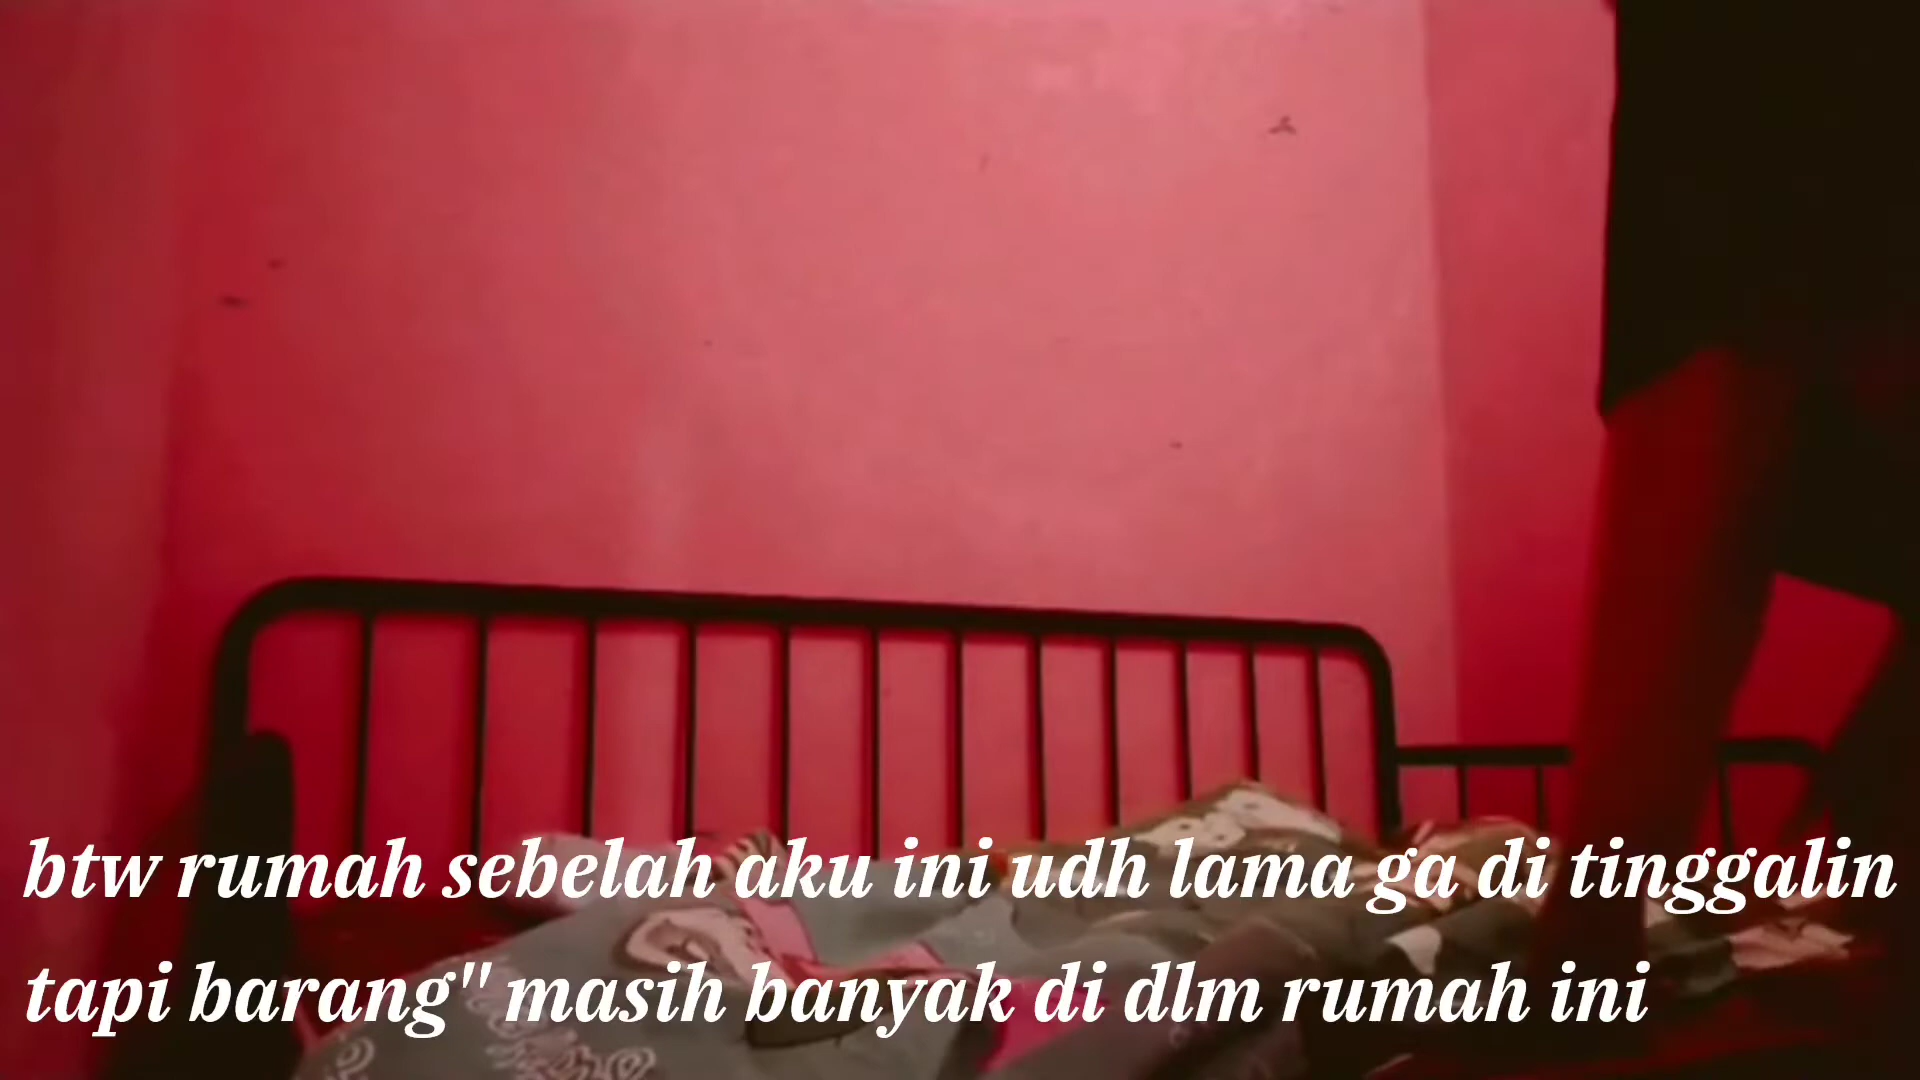 btw rumah sebelah aku ini udh lama ga di tinggalin
tapi barang" masih banyak di dlm rumah ini